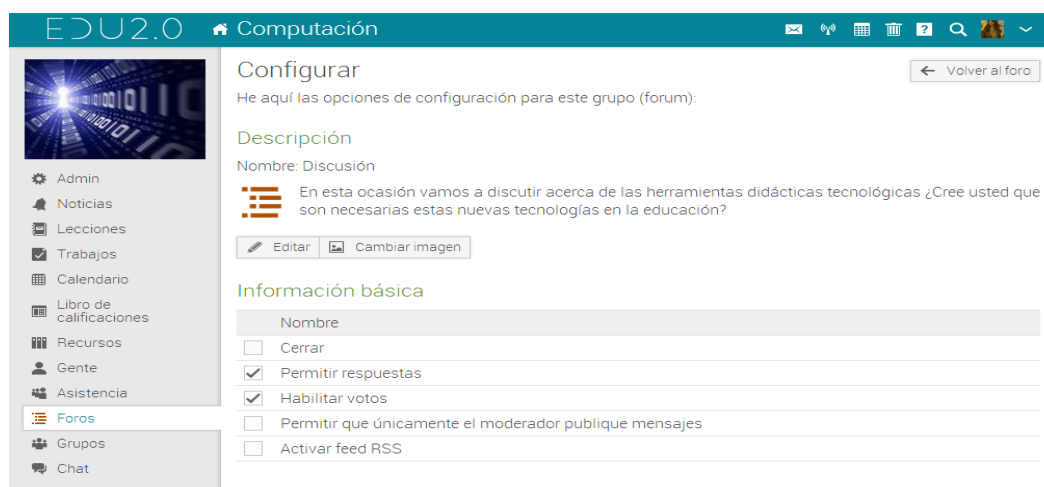 EDU2.0
Computación
?
Configurar
Volver al foro
He aquí las opciones de configuración para este grupo (forum):
Descripción
Nombre: Discusión
En esta ocasión vamos a discutir acerca de las herramientas didácticas tecnológicas ¿Cree usted que
son necesarias estas nuevas tecnologías en la educación?
Editar
Cambiar imagen
Información básica
Nombre
Cerrar
Permitir respuestas
Habilitar votos
Permitir que únicamente el moderador publique mensajes
Activar feed RSS
Admin
Noticias
Lecciones
Trabajos
Calendario
Libro de
calificaciones
Recursos
Gente
Asistencia
Foros
Grupos
Chat